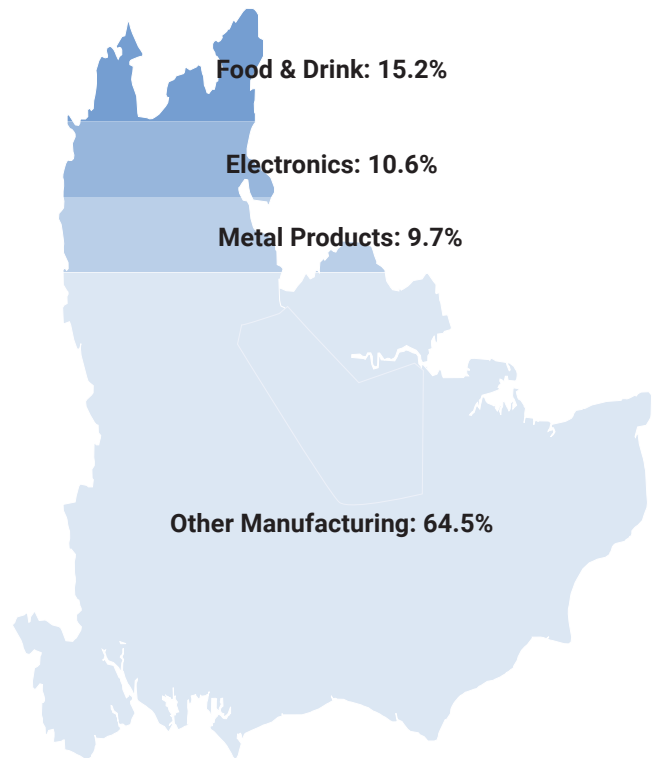 Food & Drink: 15.2%
Electronics: 10.6%
Metal Products: 9.7%
Other Manufacturing: 64.5%